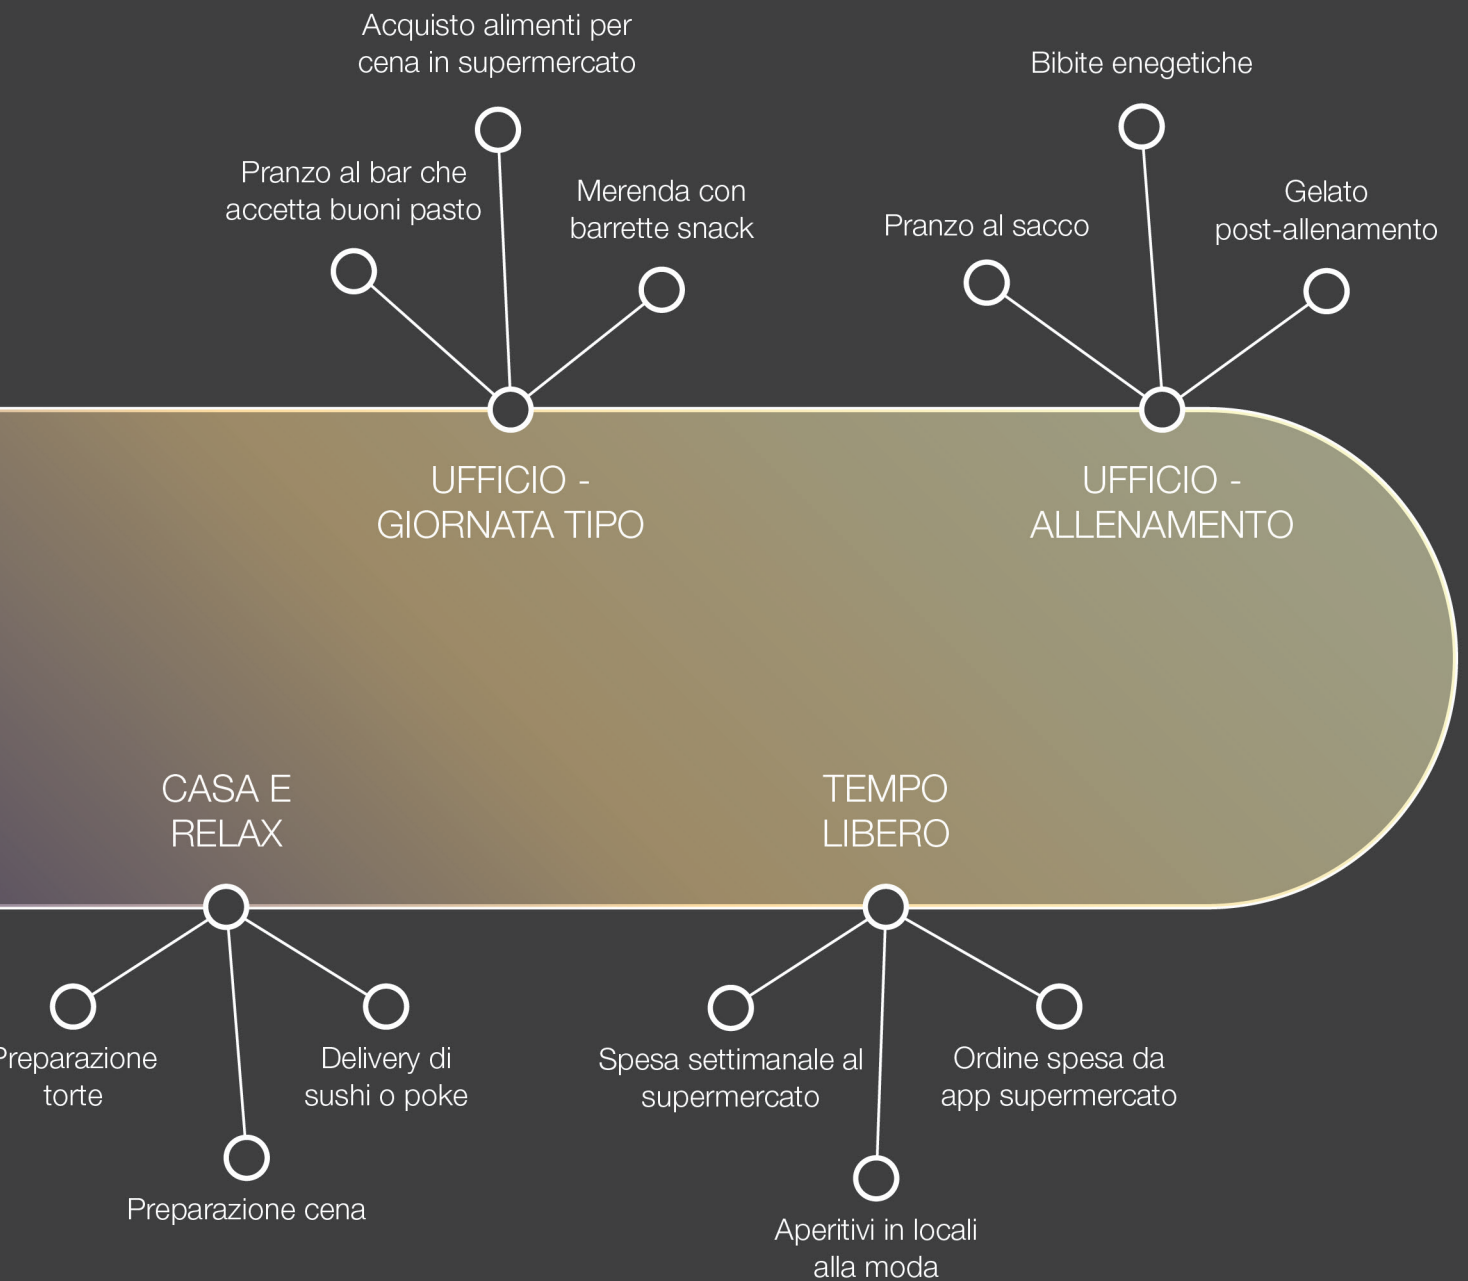 Acquisto alimenti per
cena in supermercato
Pranzo al bar che
accetta buoni pasto
Merenda con
barrette snack
UFFICIO -
GIORNATA TIPO
Bibite enegetiche
Pranzo al sacco
Gelato
post-allenamento
UFFICIO -
ALLENAMENTO
CASA E
RELAX
Preparazione
torte
Delivery di
sushi o poke
Preparazione cena
TEMPO
LIBERO
Spesa settimanale al
supermercato
Ordine spesa da
app supermercato
Aperitivi in locali
alla moda